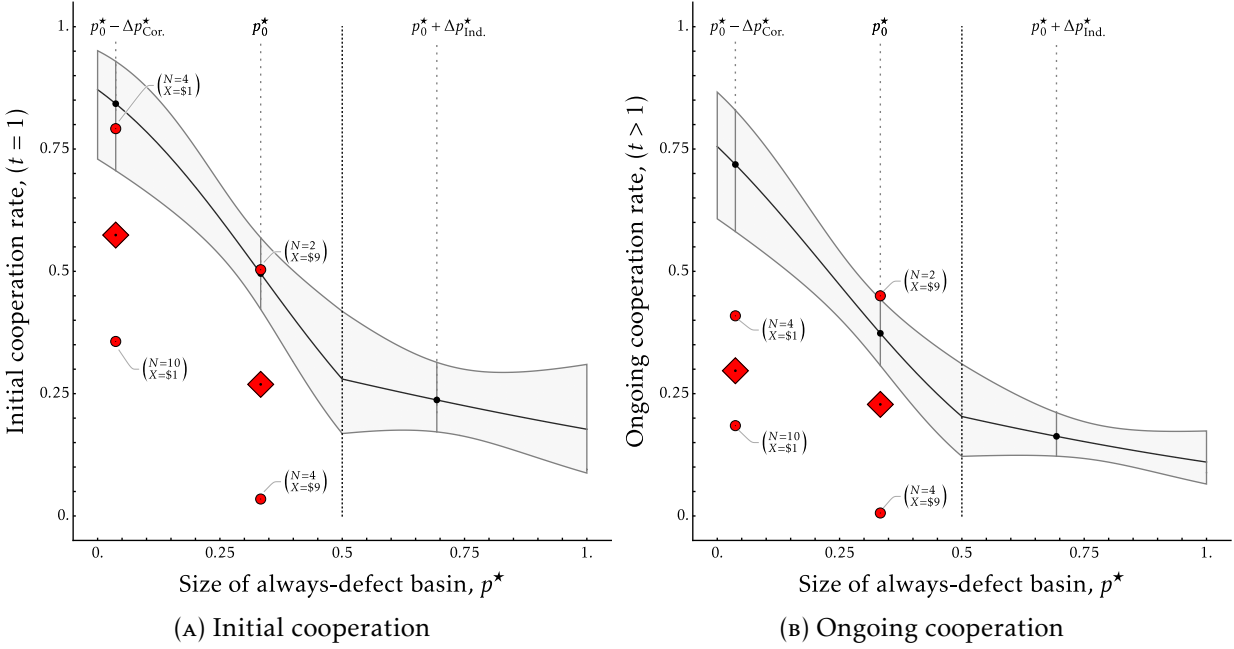 Initial cooperation rate, (t = 1)
1.
0.75
0.5
0.25
0.
p₀★ − Δp★Cor.
p₀★
p₀★ + Δp★Ind.
(N=4
X=$1)
(N=2
X=$9)
(N=10
X=$1)
(N=4
X=$9)
0. 0.25 0.5 0.75 1.
Size of always-defect basin, p★
(A) Initial cooperation
Ongoing cooperation rate, (t > 1)
1.
0.75
0.5
0.25
0.
p₀★ − Δp★Cor.
p₀★
p₀★ + Δp★Ind.
(N=2
X=$9)
(N=4
X=$1)
(N=10
X=$1)
(N=4
X=$9)
0. 0.25 0.5 0.75 1.
Size of always-defect basin, p★
(B) Ongoing cooperation